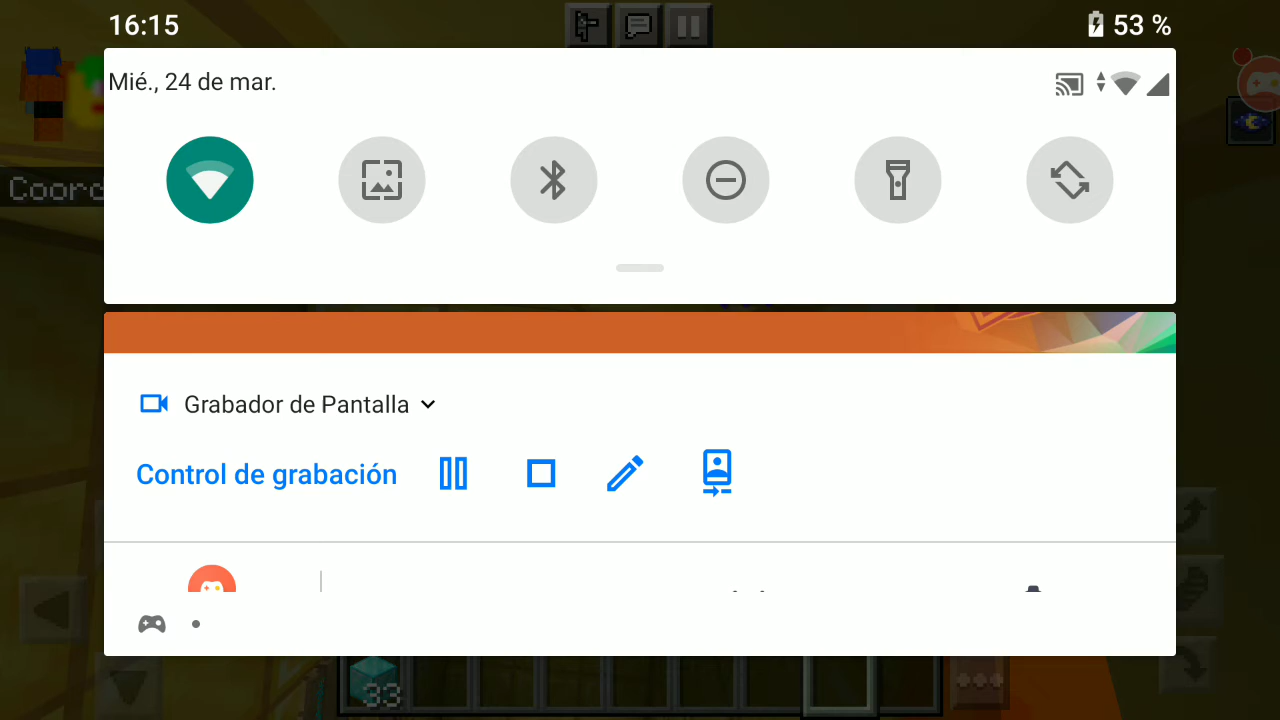 16:15
53 %
Mié., 24 de mar.
Coord
Grabador de Pantalla
Control de grabación
33